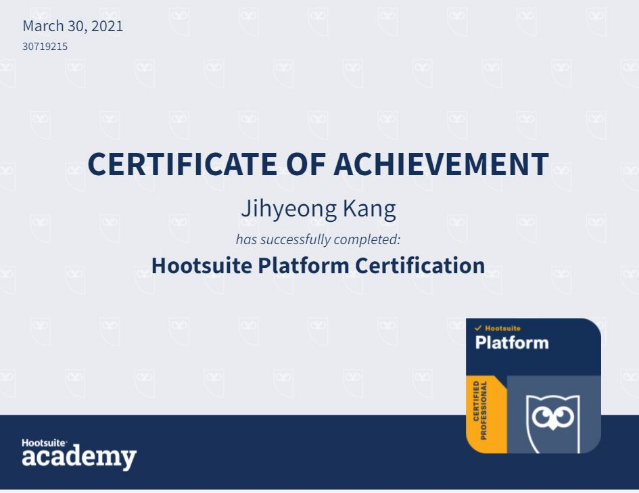 March 30, 2021
30719215
CERTIFICATE OF ACHIEVEMENT
Jihyeong Kang
has successfully completed:
Hootsuite Platform Certification
✓ Hootsuite
Platform
CERTIFIED
PROFESSIONAL
Hootsuite
academy